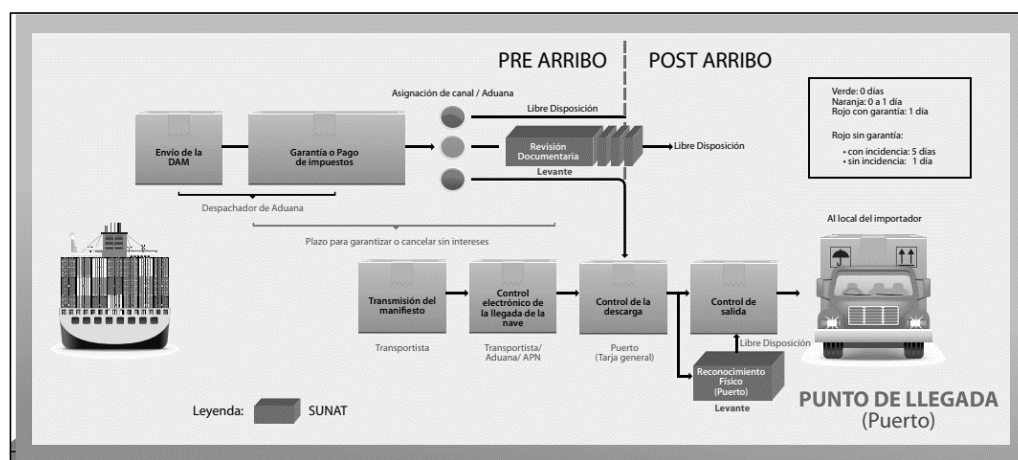 PRE ARRIBO
POST ARRIBO
Asignación de canal / Aduana
Libre Disposición
Envío de la
DAM
Garantía o Pago
de impuestos
Revisión
Documentaria
Levante
Libre Disposición
Verde: 0 días
Naranja: 0 a 1 día
Rojo con garantía: 1 día
Rojo sin garantía:
• con incidencia: 5 días
• sin incidencia: 1 día
Despachador de Aduana
Plazo para garantizar o cancelar sin intereses
Al local del importador
Transmisión del
manifiesto
Transportista
Control
electrónico de
la llegada de la
nave
Transportista/
Aduana/ APN
Control de la
descarga
Puerto
(Tarja general)
Control de
salida
Libre Disposición
Reconocimiento
Físico
(Puerto)
Levante
PUNTO DE LLEGADA
(Puerto)
Leyenda:
SUNAT